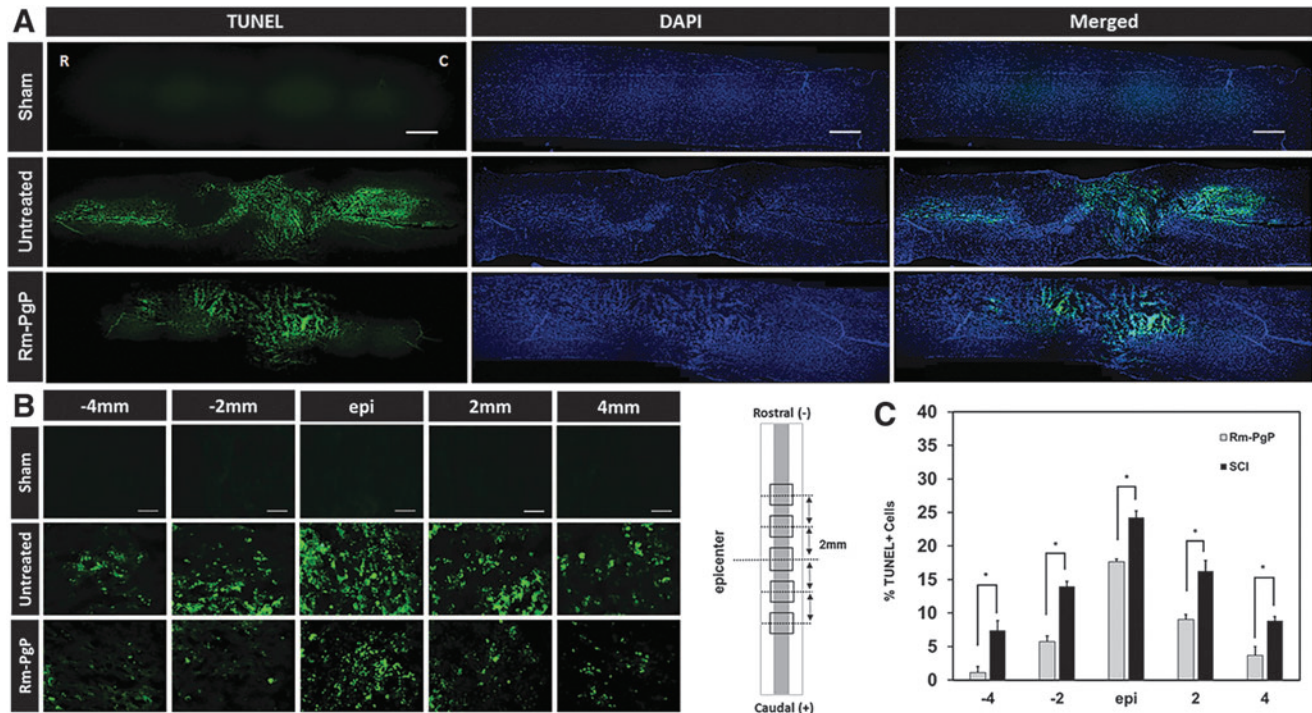 A
TUNEL
DAPI
Merged
Sham
R
C
Untreated
Rm-PgP
B
-4mm
-2mm
epi
2mm
4mm
Sham
Untreated
Rm-PgP
Rostral (-)
epicenter
2mm
Caudal (+)
C
40
35
30
25
20
15
10
5
0
% TUNEL+ Cells
Rm-PgP
SCI
*
*
*
*
*
-4
-2
epi
2
4